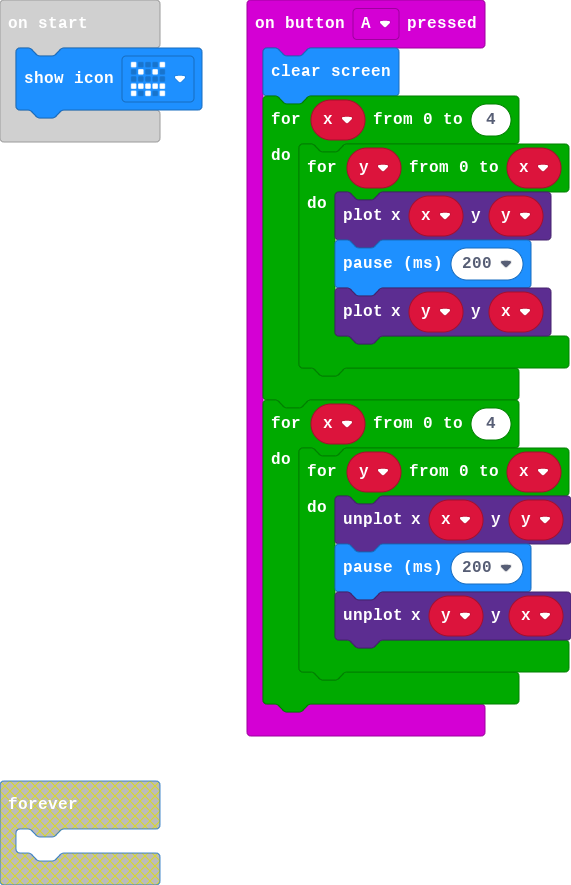 on start
show icon
on button A pressed
clear screen
for x from 0 to 4
do
for y from 0 to x
do
plot x x y y
pause (ms) 200
plot x y y x
for x from 0 to 4
do
for y from 0 to x
do
unplot x x y y
pause (ms) 200
unplot x y y x
forever